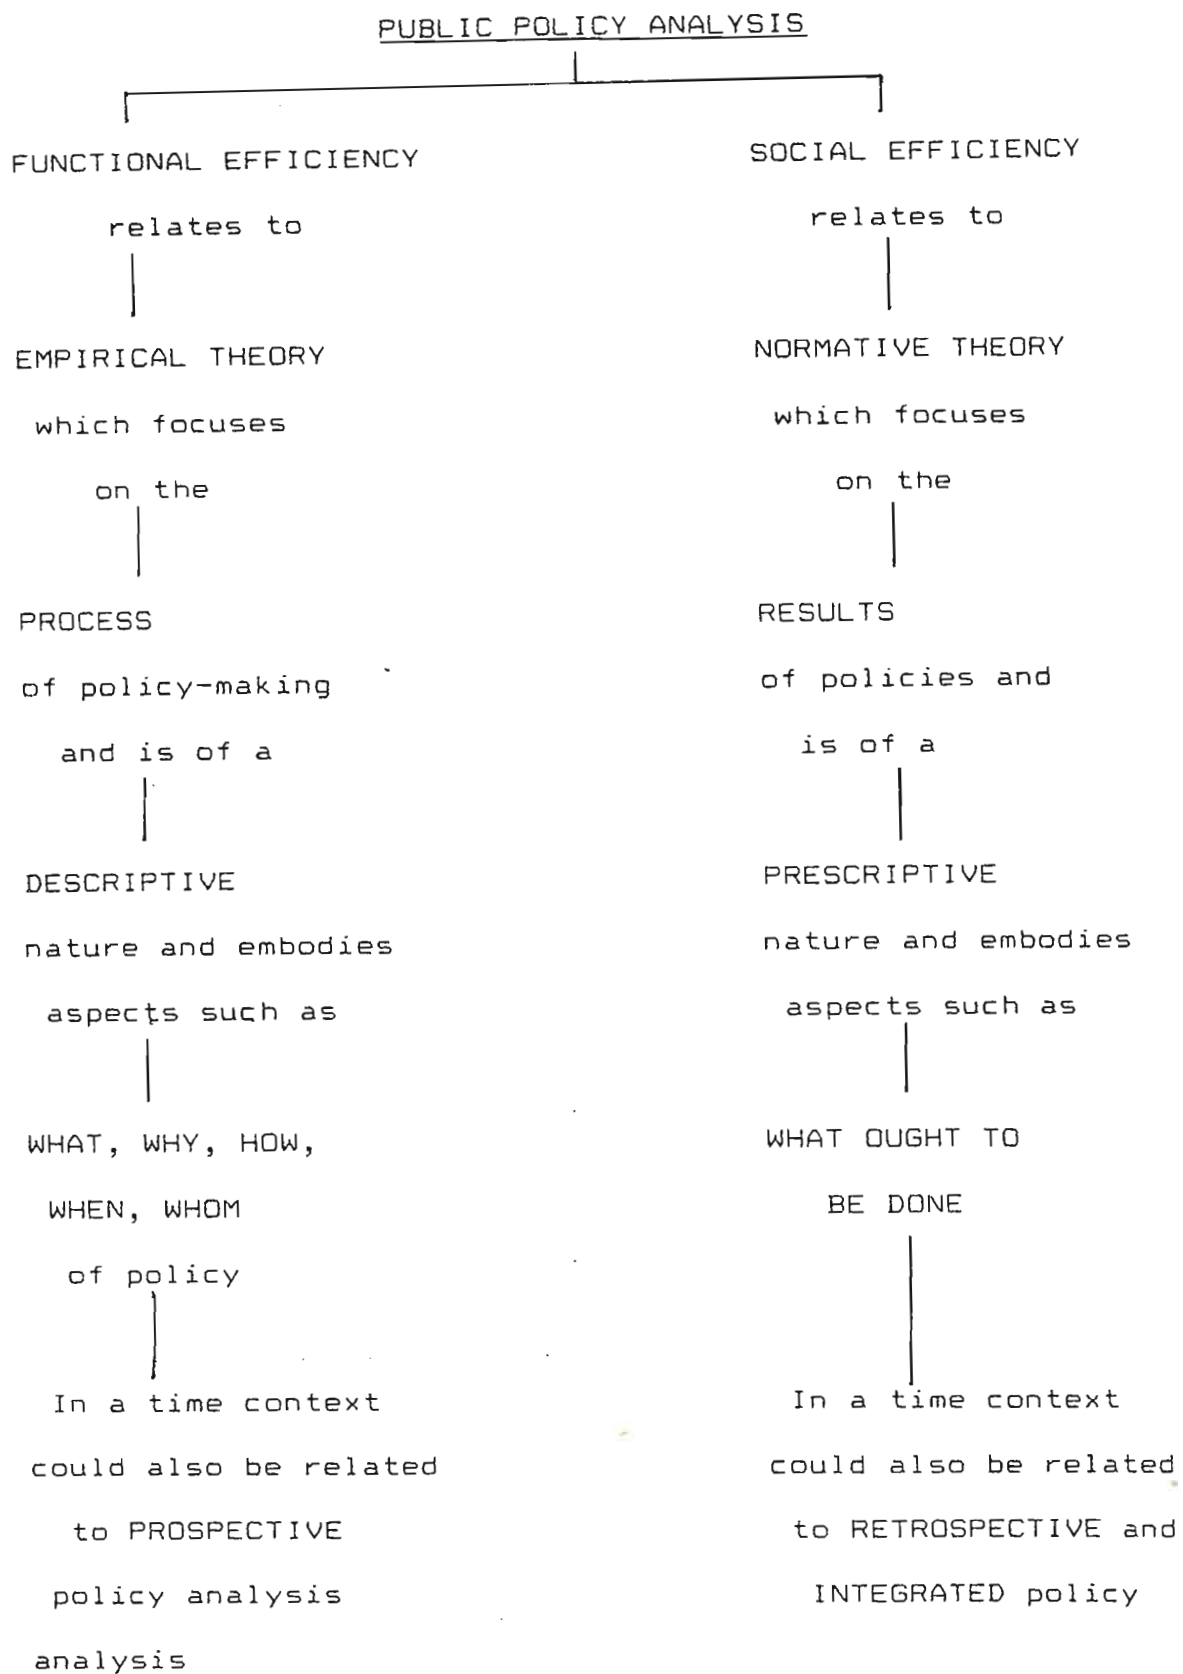 PUBLIC POLICY ANALYSIS
FUNCTIONAL EFFICIENCY
relates to
EMPIRICAL THEORY
which focuses
on the
PROCESS
of policy-making
and is of a
DESCRIPTIVE
nature and embodies
aspects such as
WHAT, WHY, HOW,
WHEN, WHOM
of policy
In a time context
could also be related
to PROSPECTIVE
policy analysis
analysis
SOCIAL EFFICIENCY
relates to
NORMATIVE THEORY
which focuses
on the
RESULTS
of policies and
is of a
PRESCRIPTIVE
nature and embodies
aspects such as
WHAT OUGHT TO
BE DONE
In a time context
could also be related
to RETROSPECTIVE and
INTEGRATED policy